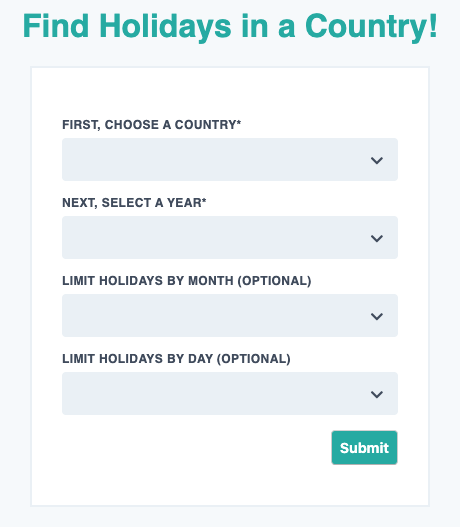 Find Holidays in a Country!
FIRST, CHOOSE A COUNTRY*
NEXT, SELECT A YEAR*
LIMIT HOLIDAYS BY MONTH (OPTIONAL)
LIMIT HOLIDAYS BY DAY (OPTIONAL)
Submit